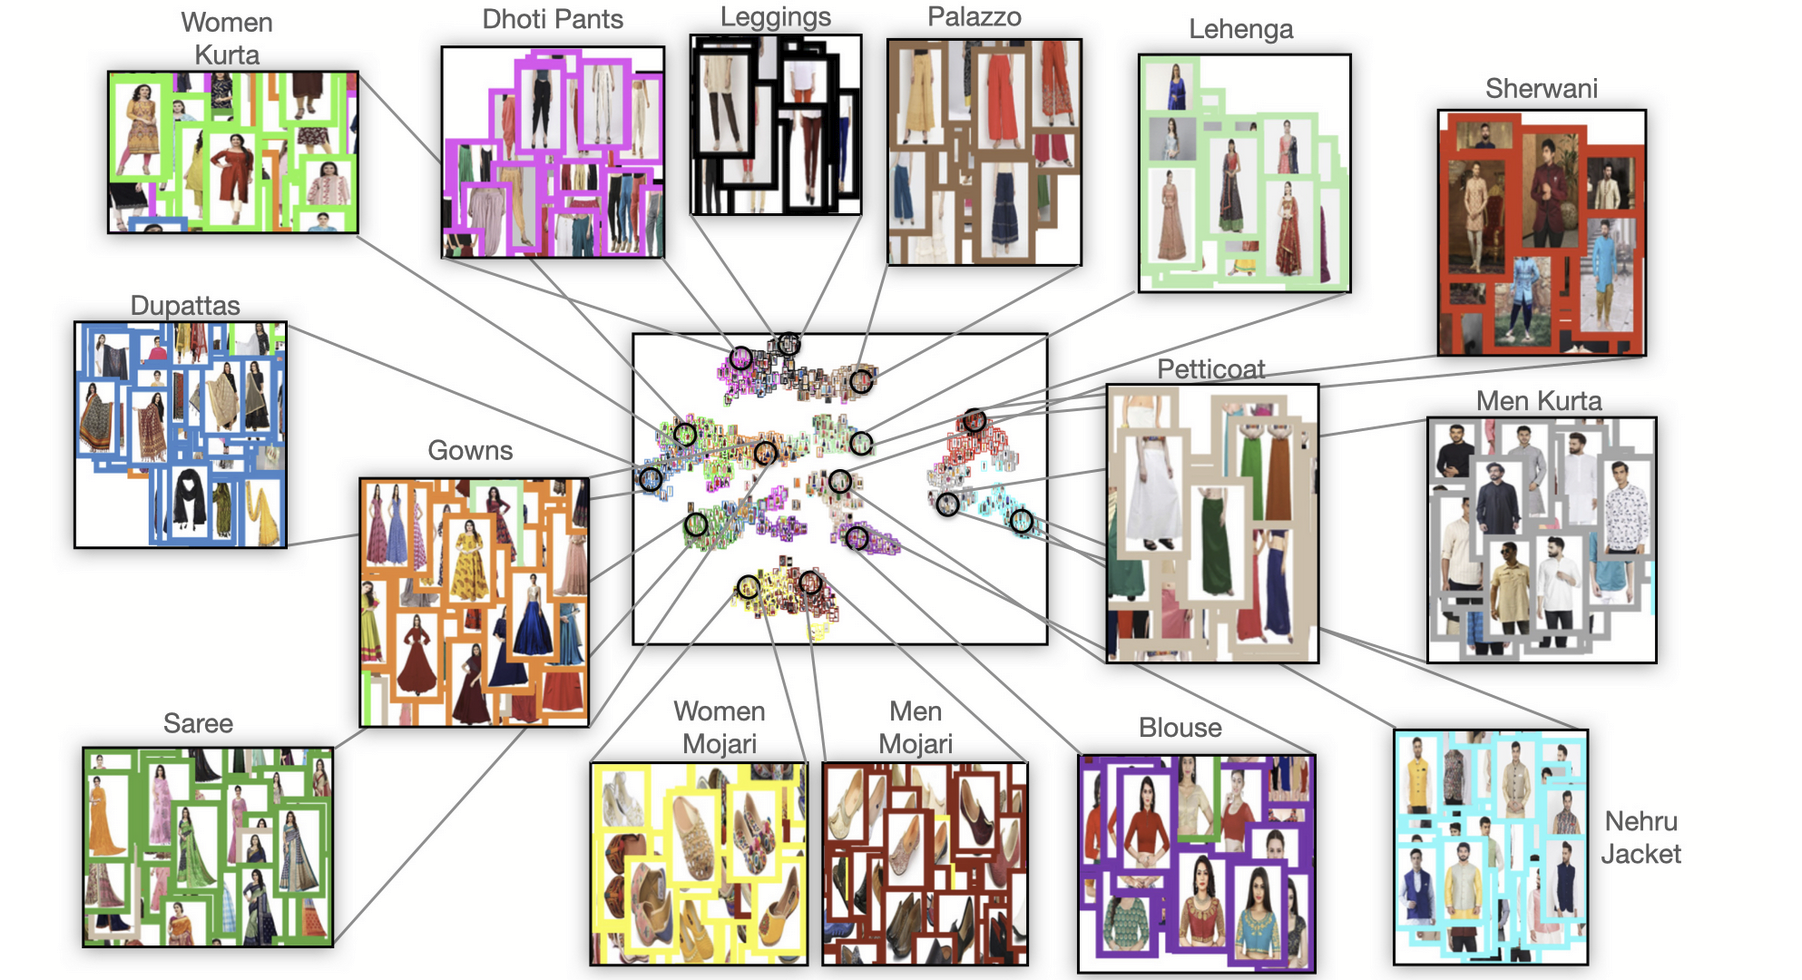 Women
Kurta
Dhoti Pants
Leggings
Palazzo
Lehenga
Sherwani
Dupattas
Petticoat
Men Kurta
Gowns
Saree
Women
Mojari
Men
Mojari
Blouse
Nehru
Jacket